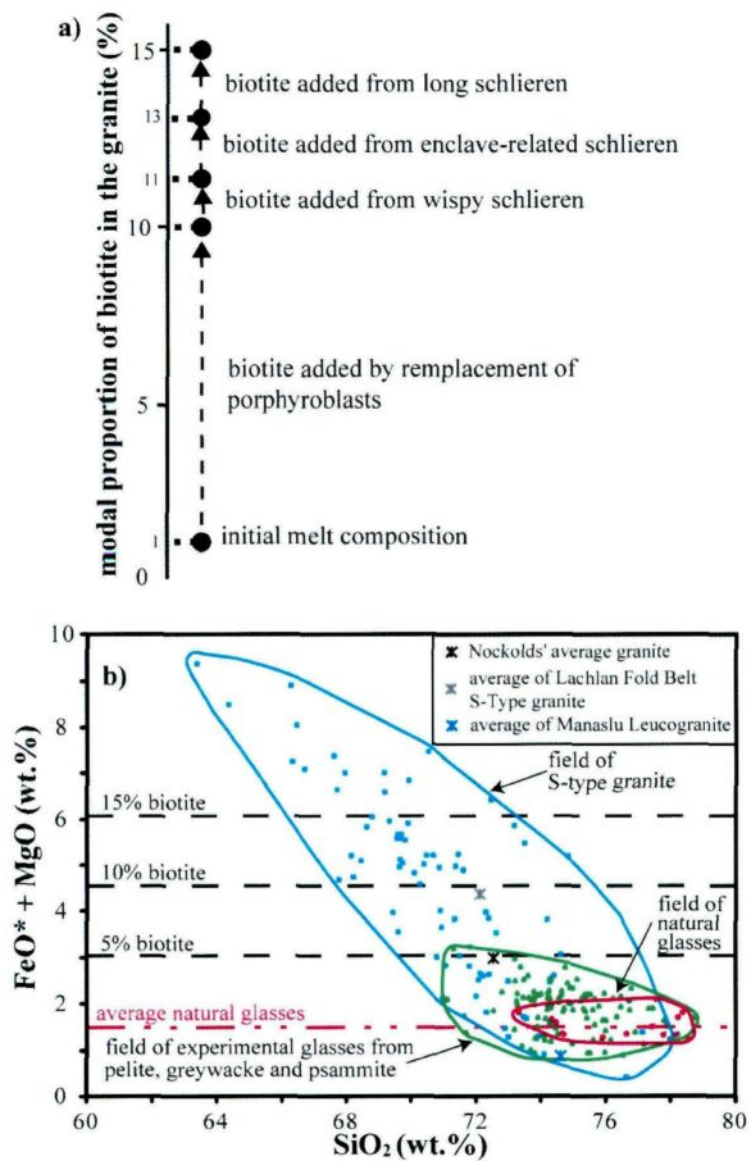 a)
modal proportion of biotite in the granite (%)
15
biotite added from long schlieren
13
biotite added from enclave-related schlieren
11
biotite added from wispy schlieren
10
biotite added by remplacement of
porphyroblasts
5
initial melt composition
1
0
b)
FeO* + MgO (wt.%)
10
8
6
4
2
0
Nockolds' average granite
average of Lachlan Fold Belt
S-Type granite
average of Manaslu Leucogranite
field of
S-type granite
15% biotite
10% biotite
field of
natural
glasses
5% biotite
average natural glasses
field of experimental glasses from
pelite, greywacke and psammite
60
64
68
72
76
80
SiO₂ (wt.%)